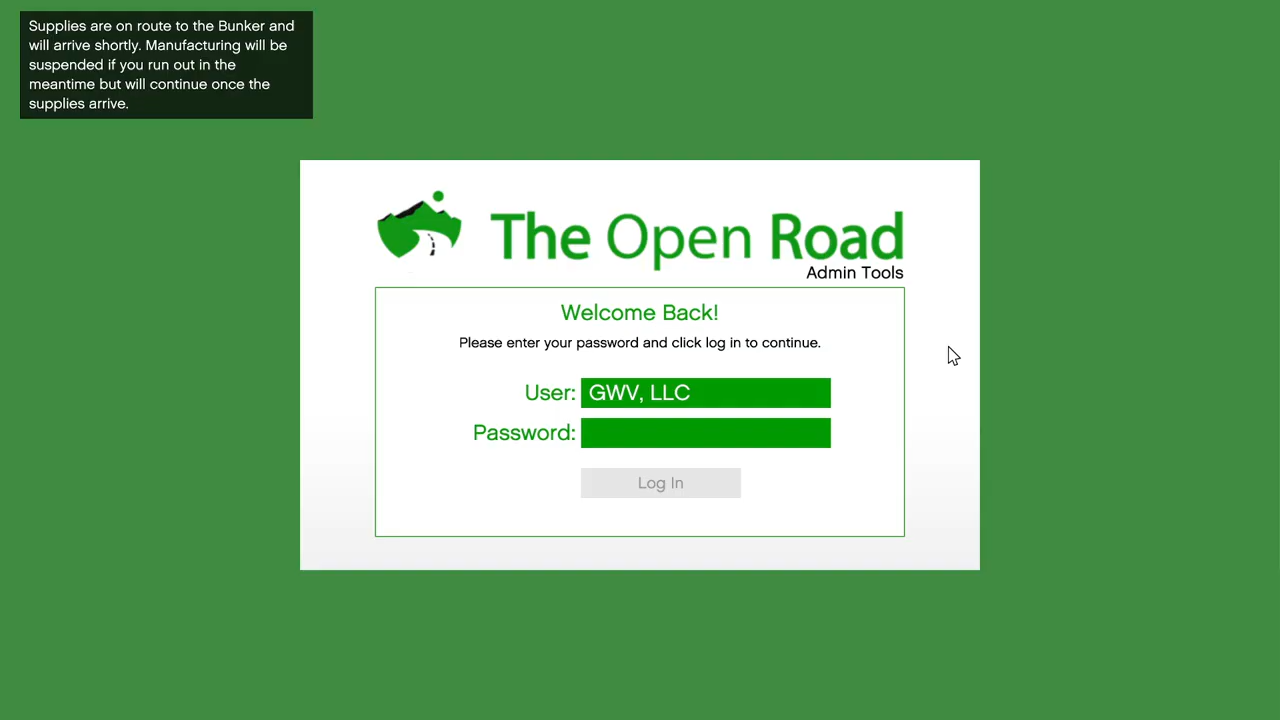 Supplies are on route to the Bunker and
will arrive shortly. Manufacturing will be
suspended if you run out in the
meantime but will continue once the
supplies arrive.
The Open Road
Admin Tools
Welcome Back!
Please enter your password and click log in to continue.
User: GWV, LLC
Password:
Log In